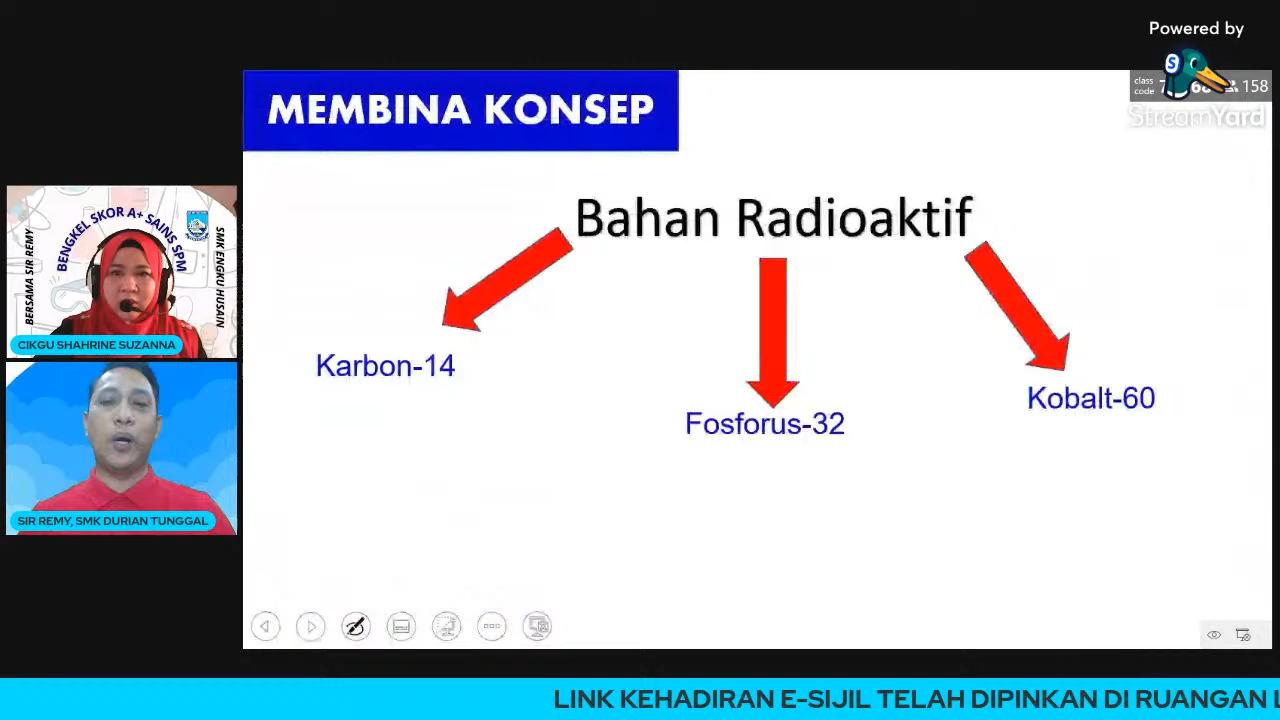 Powered by
S
class
code
158
StreamYard
MEMBINA KONSEP
Bahan Radioaktif
Karbon-14
Fosforus-32
Kobalt-60
BERSAMA SIR REMY
BENGKEL SKOR A+ SAINS SPM
SMK ENGKU HUSAIN
CIKGU SHAHRINE SUZANNA
SIR REMY, SMK DURIAN TUNGGAL
LINK KEHADIRAN E-SIJIL TELAH DIPINKAN DI RUANGAN